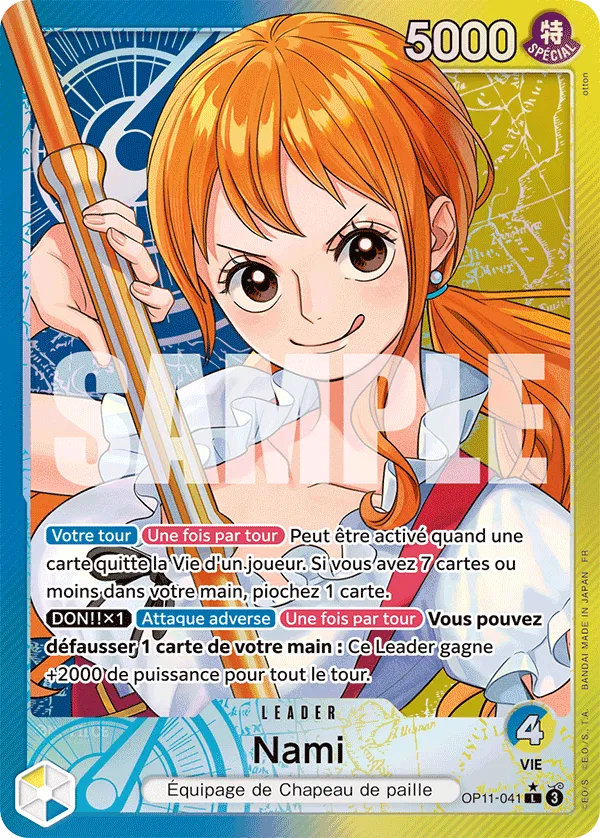 5000
特
SPÉCIAL
otton
SAMPLE
Votre tour Une fois par tour Peut être activé quand une
carte quitte la Vie d'un joueur. Si vous avez 7 cartes ou
moins dans votre main, piochez 1 carte.
DON!!×1 Attaque adverse Une fois par tour Vous pouvez
défausser 1 carte de votre main : Ce Leader gagne
+2000 de puissance pour tout le tour.
LEADER
Nami
4
VIE
Équipage de Chapeau de paille
OP11-041 ★ L 3
©E.O./S. ©E.O./S., T.A. BANDAI MADE IN JAPAN FR